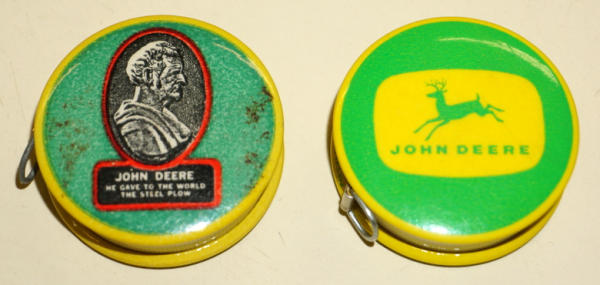 JOHN DEERE
HE GAVE TO THE WORLD
THE STEEL PLOW
JOHN DEERE